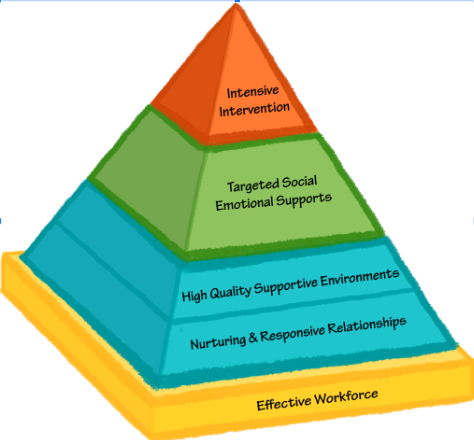 Intensive
Intervention
Targeted Social
Emotional Supports
High Quality Supportive Environments
Nurturing & Responsive Relationships
Effective Workforce